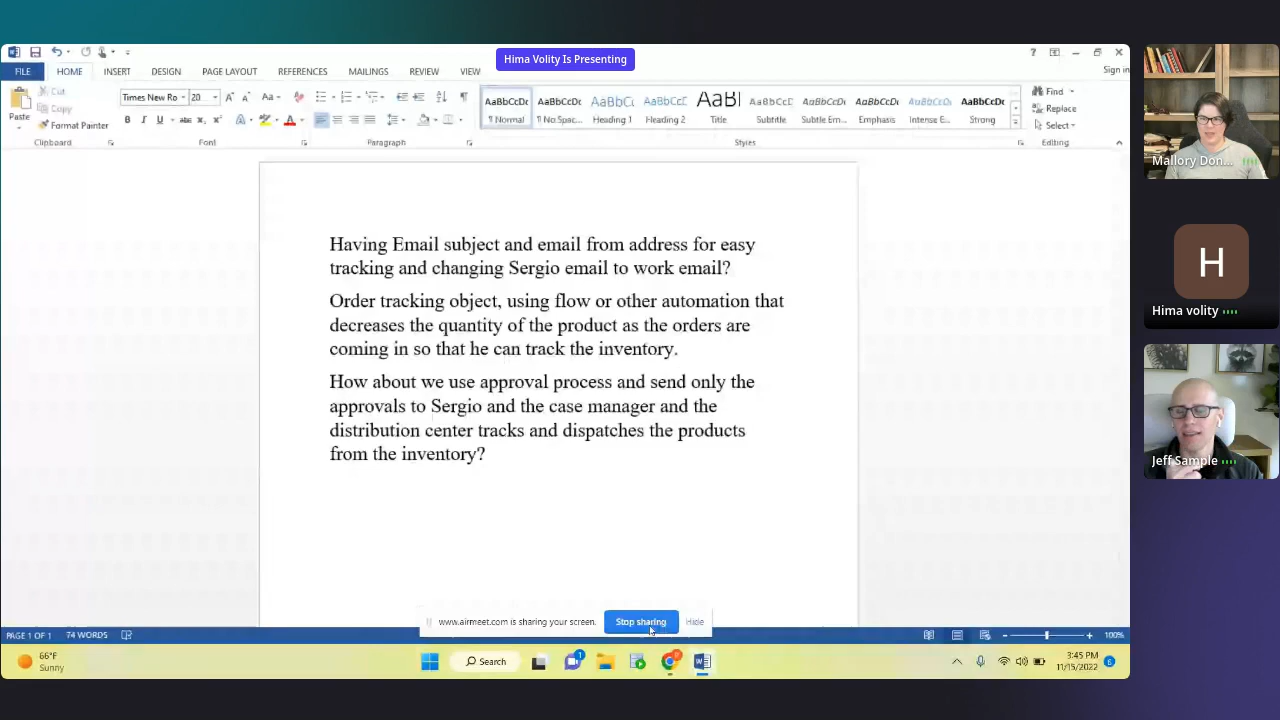 Hima Volity Is Presenting
Sign in
FILE HOME INSERT DESIGN PAGE LAYOUT REFERENCES MAILINGS REVIEW VIEW
Paste
Cut
Copy
Format Painter
Clipboard
Times New Ro 20
Font
Paragraph
AaBbCcDc AaBbCcDc AaBbC AaBbCcC AaBl AaBbCcD AaBbCcDi AaBbCcDi AaBbCcDi AaBbCcDc
¶ Normal ¶ No Spac... Heading 1 Heading 2 Title Subtitle Subtle Em... Emphasis Intense E... Strong
Styles
Find
Replace
Select
Editing
Having Email subject and email from address for easy
tracking and changing Sergio email to work email?
Order tracking object, using flow or other automation that
decreases the quantity of the product as the orders are
coming in so that he can track the inventory.
How about we use approval process and send only the
approvals to Sergio and the case manager and the
distribution center tracks and dispatches the products
from the inventory?
www.airmeet.com is sharing your screen. Stop sharing Hide
PAGE 1 OF 1 74 WORDS
100%
66°F
Sunny
Search
3:45 PM
11/15/2022
Mallory Don...
H
Hima volity
Jeff Sample